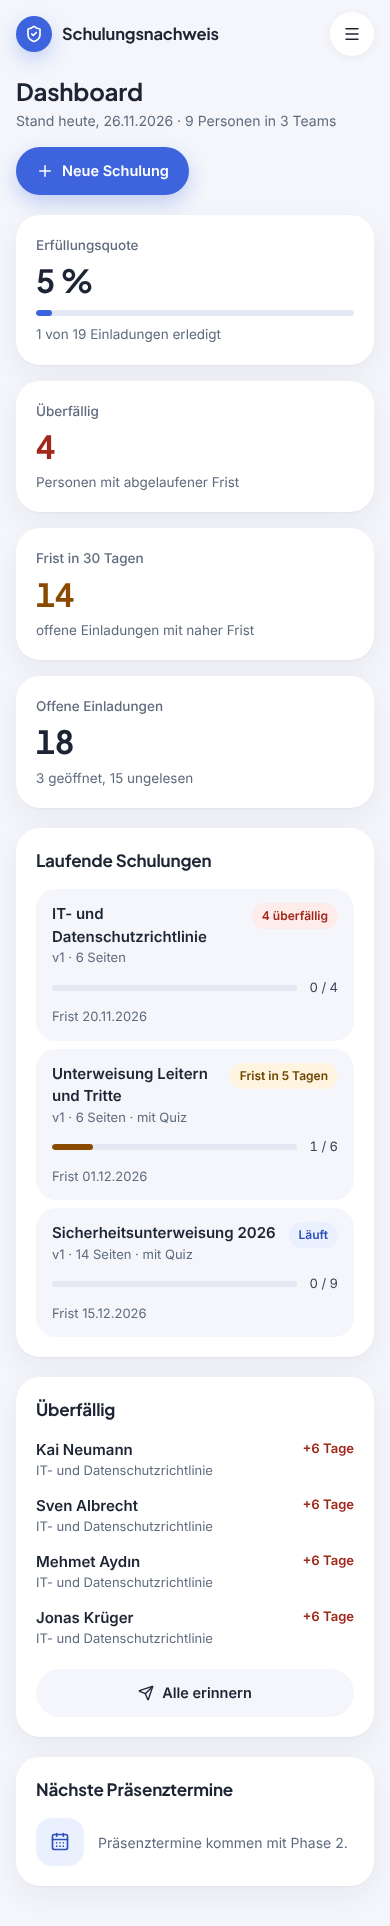 Schulungsnachweis
Dashboard
Stand heute, 26.11.2026 · 9 Personen in 3 Teams
Neue Schulung
Erfüllungsquote
5 %
1 von 19 Einladungen erledigt
Überfällig
4
Personen mit abgelaufener Frist
Frist in 30 Tagen
14
offene Einladungen mit naher Frist
Offene Einladungen
18
3 geöffnet, 15 ungelesen
Laufende Schulungen
IT- und
Datenschutzrichtlinie
4 überfällig
v1 · 6 Seiten
0 / 4
Frist 20.11.2026
Unterweisung Leitern
und Tritte
Frist in 5 Tagen
v1 · 6 Seiten · mit Quiz
1 / 6
Frist 01.12.2026
Sicherheitsunterweisung 2026
Läuft
v1 · 14 Seiten · mit Quiz
0 / 9
Frist 15.12.2026
Überfällig
Kai Neumann
+6 Tage
IT- und Datenschutzrichtlinie
Sven Albrecht
+6 Tage
IT- und Datenschutzrichtlinie
Mehmet Aydın
+6 Tage
IT- und Datenschutzrichtlinie
Jonas Krüger
+6 Tage
IT- und Datenschutzrichtlinie
Alle erinnern
Nächste Präsenztermine
Präsenztermine kommen mit Phase 2.